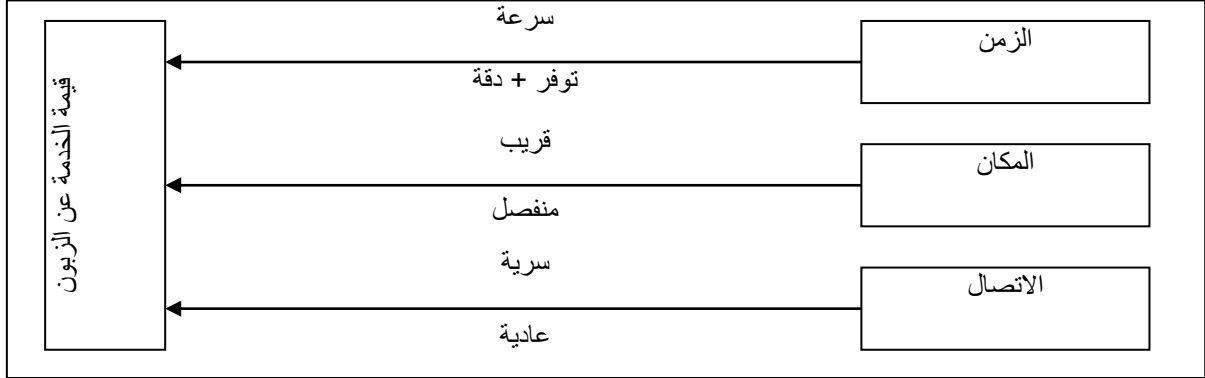 سرعة
الزمن
توفر + دقة
قريب
المكان
منفصل
سرية
الاتصال
عادية
قيمة الخدمة عن الزبون